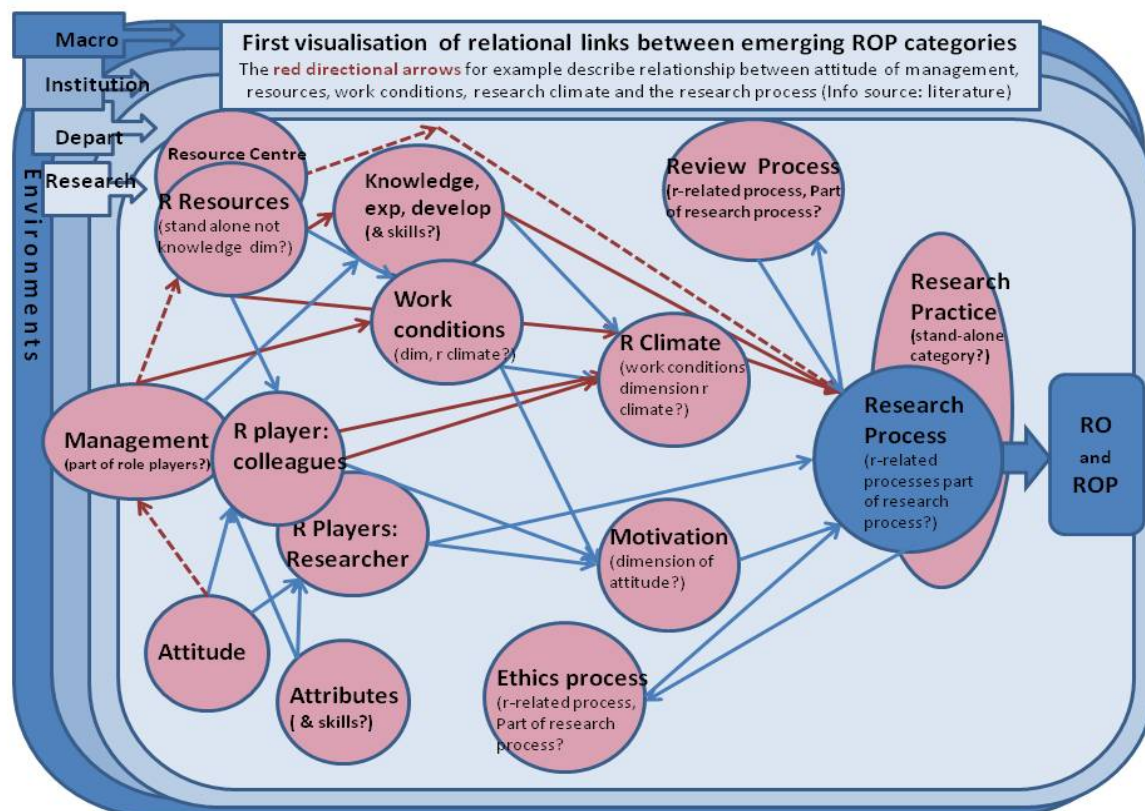 Macro
Institution
Depart
Research
Environments
First visualisation of relational links between emerging ROP categories
The red directional arrows for example describe relationship between attitude of management,
resources, work conditions, research climate and the research process (Info source: literature)
Resource Centre
R Resources
(stand alone not
knowledge dim?)
Knowledge,
exp, develop
(& skills?)
Review Process
(r-related process, Part
of research process?
Work
conditions
(dim, r climate?)
R Climate
(work conditions
dimension r
climate?)
Research
Practice
(stand-alone
category?)
Management
(part of role players?)
R player:
colleagues
R Players:
Researcher
Research
Process
(r-related
processes part
of research
process?)
RO
and
ROP
Motivation
(dimension of
attitude?)
Attitude
Attributes
( & skills?)
Ethics process
(r-related process,
Part of research
process?